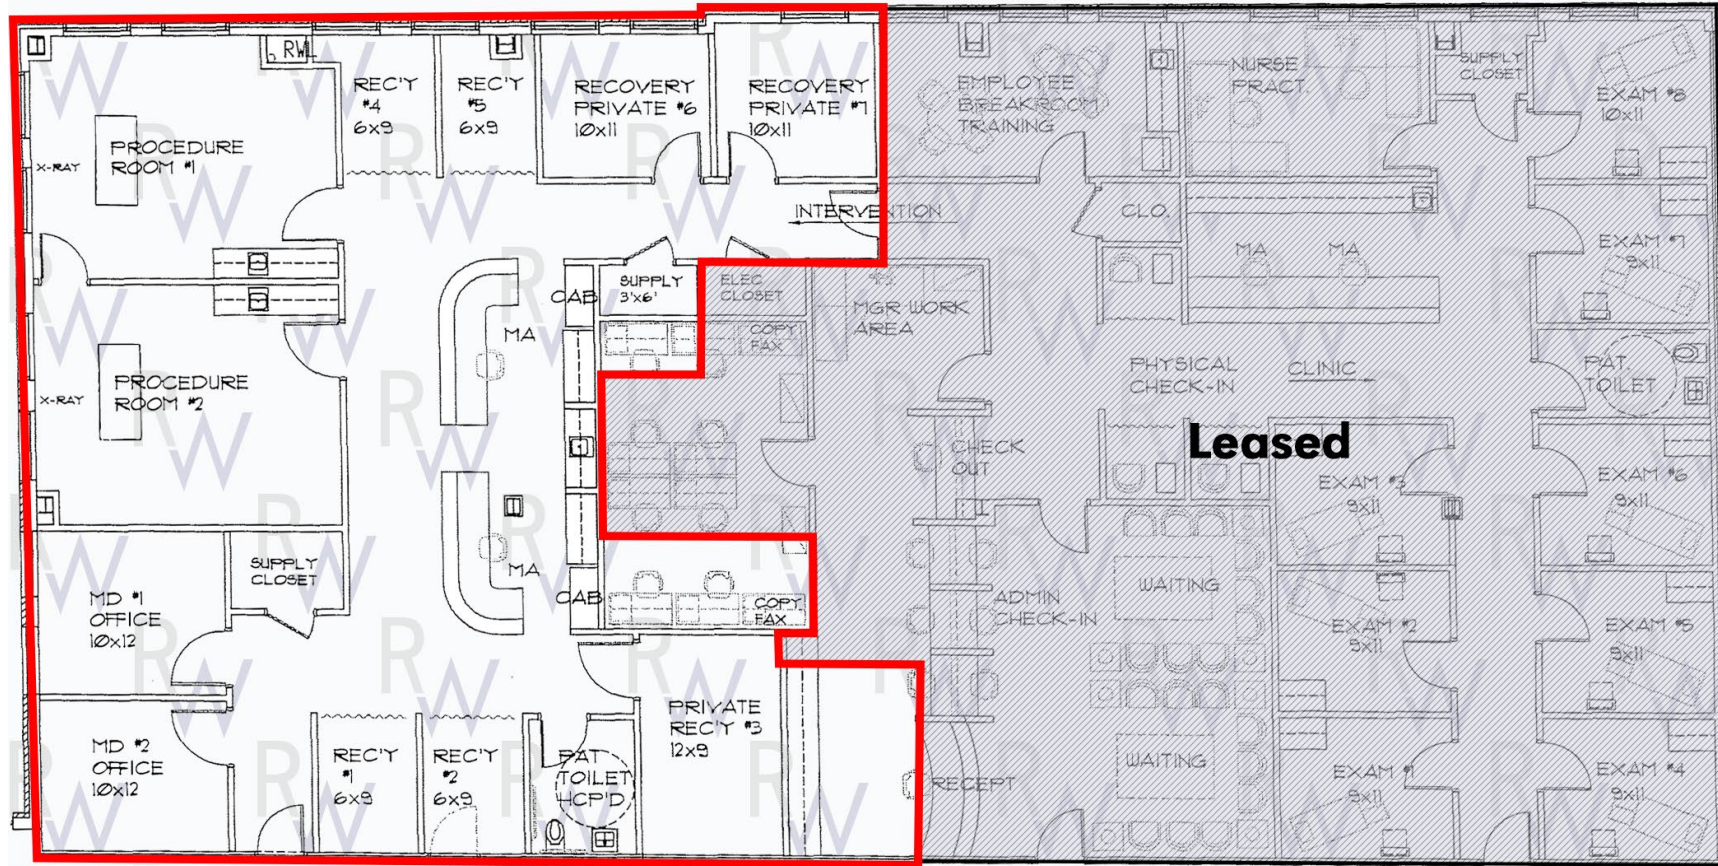 RWL
REC'Y
#4
6x9
REC'Y
#5
6x9
RECOVERY
PRIVATE #6
10x11
RECOVERY
PRIVATE #7
10x11
EMPLOYEE
BREAKROOM
TRAINING
NURSE
PRACT.
SUPPLY
CLOSET
EXAM #8
10x11
X-RAY
PROCEDURE
ROOM #1
INTERVENTION
CLO.
MA
MA
EXAM #7
9x11
CAB
SUPPLY
3'x6'
ELEC
CLOSET
MGR WORK
AREA
COPY
FAX
MA
X-RAY
PROCEDURE
ROOM #2
PHYSICAL
CHECK-IN
CLINIC
PAT.
TOILET
Leased
CHECK
OUT
EXAM #3
9x11
EXAM #6
9x11
SUPPLY
CLOSET
MD #1
OFFICE
10x12
MA
CAB
COPY
FAX
ADMIN
CHECK-IN
WAITING
EXAM #2
9x11
EXAM #5
9x11
MD #2
OFFICE
10x12
REC'Y
#1
6x9
REC'Y
#2
6x9
PAT
TOILET
HCP'D
PRIVATE
REC'Y #3
12x9
RECEPT
WAITING
EXAM #1
9x11
EXAM #4
9x11